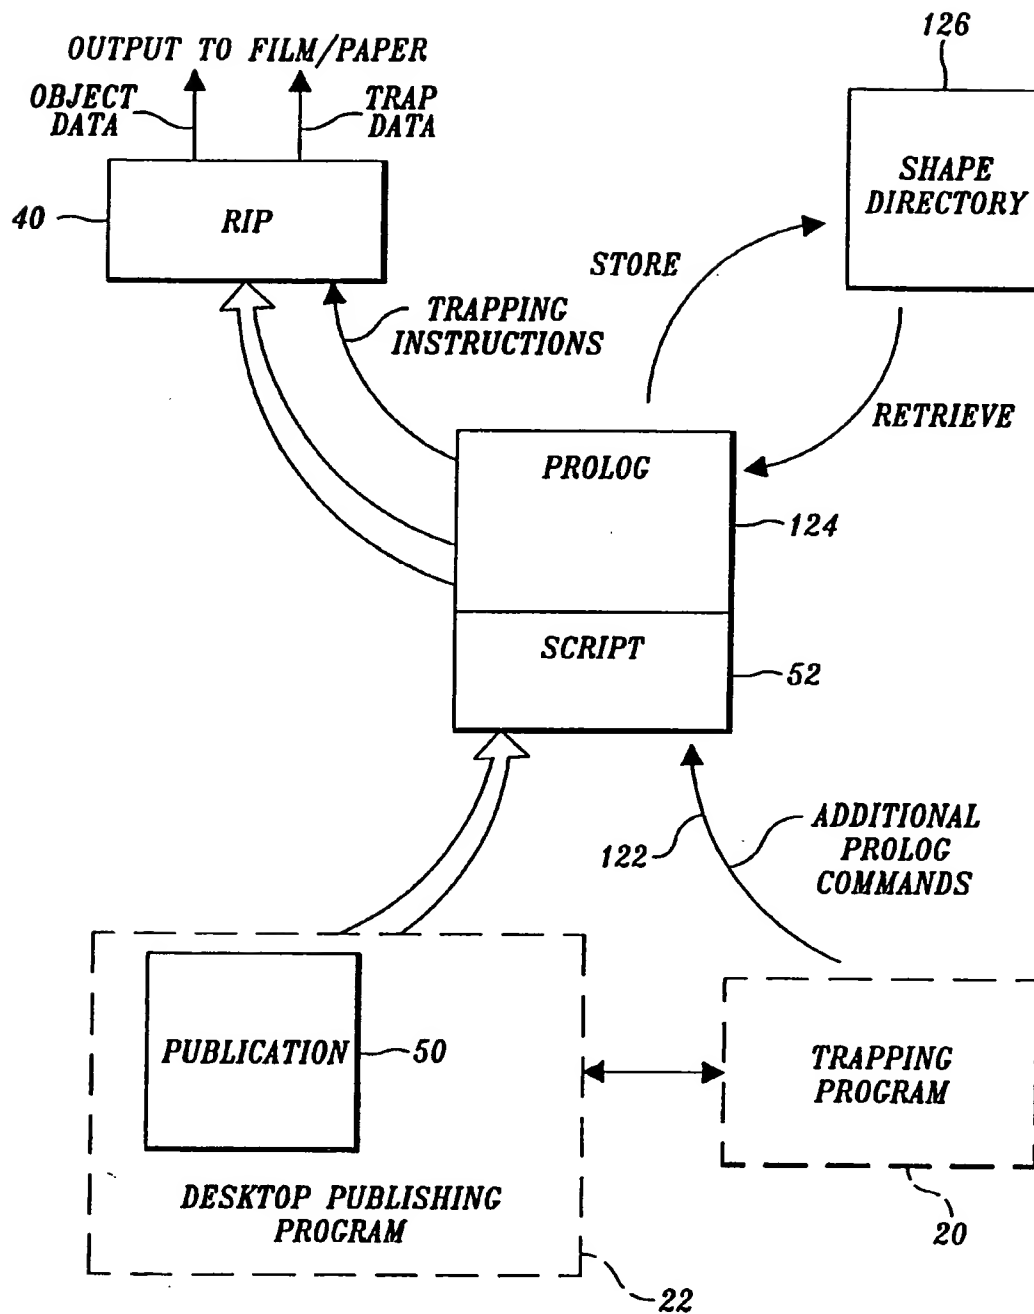 126
OUTPUT TO FILM/PAPER
OBJECT
DATA
TRAP
DATA
SHAPE
DIRECTORY
40
RIP
STORE
TRAPPING
INSTRUCTIONS
RETRIEVE
PROLOG
124
SCRIPT
52
ADDITIONAL
PROLOG
COMMANDS
122
PUBLICATION
50
TRAPPING
PROGRAM
DESKTOP PUBLISHING
PROGRAM
20
22